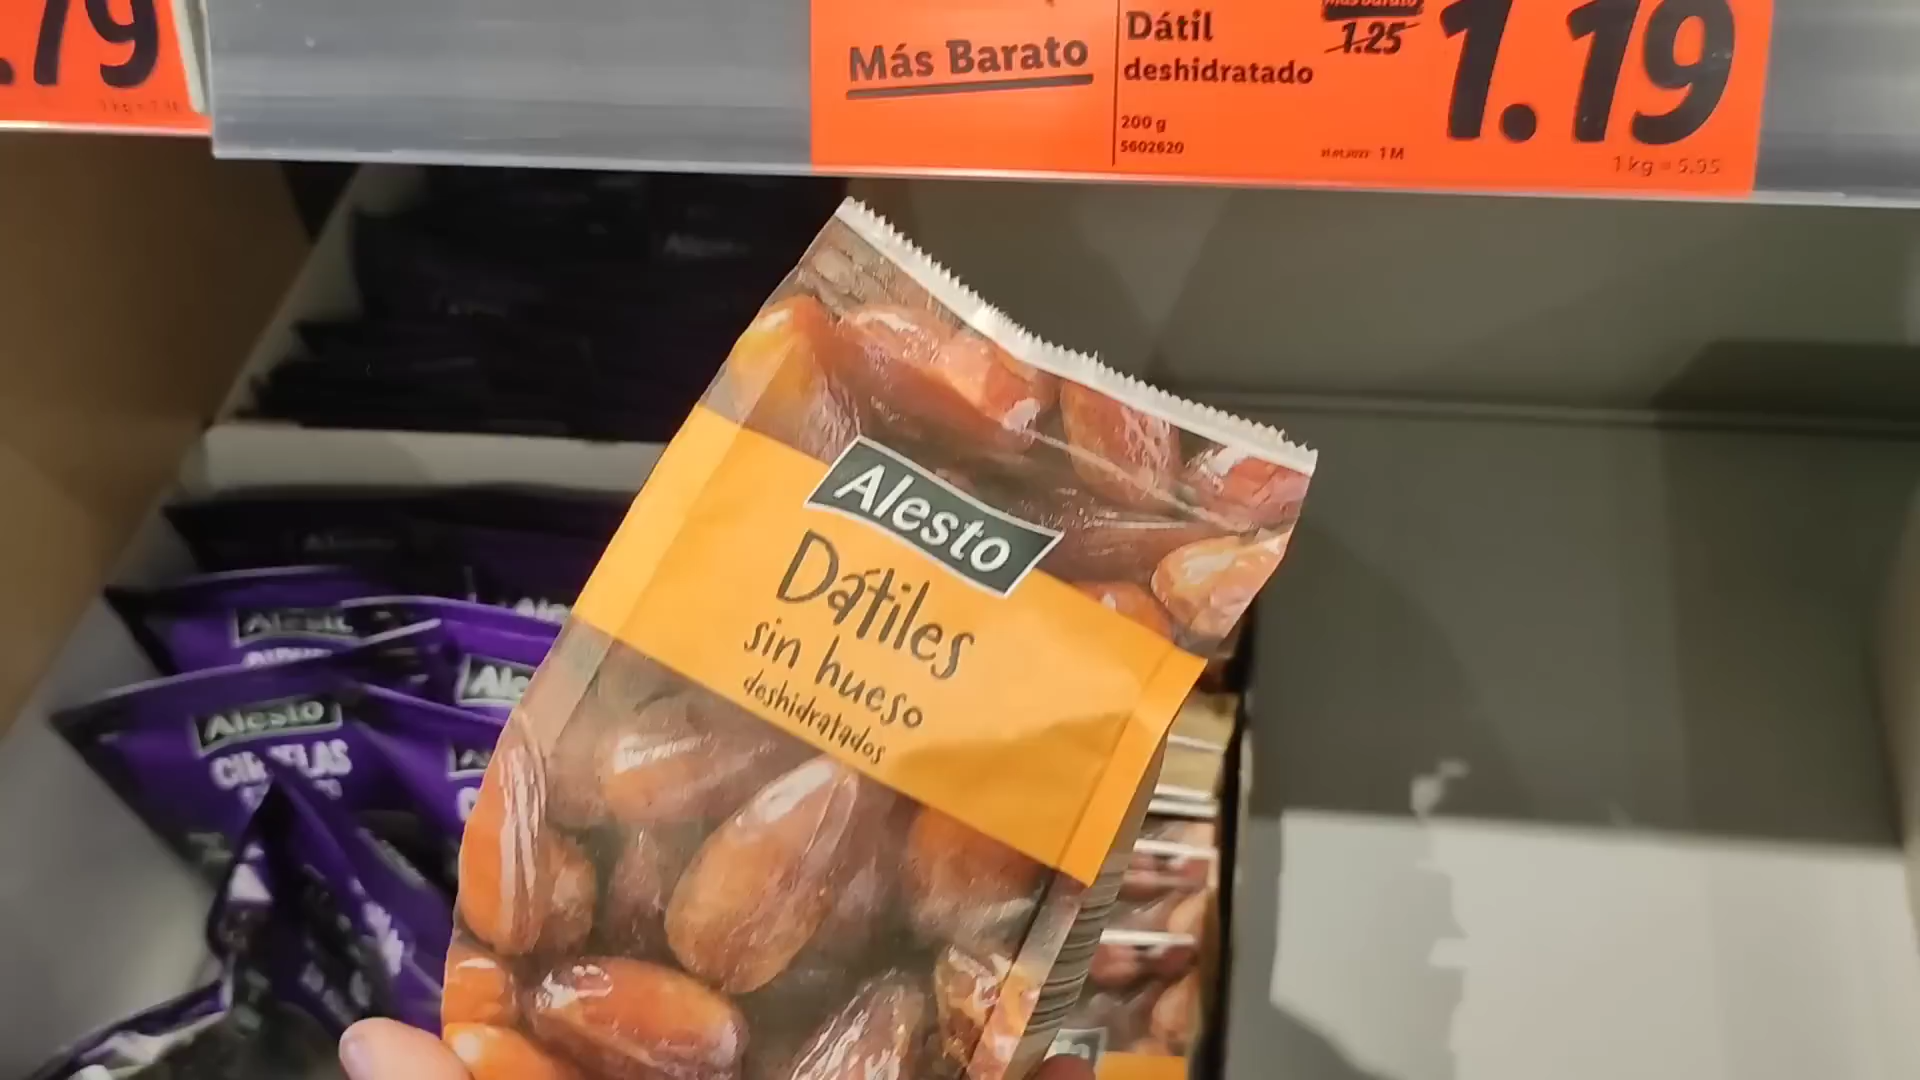 .79
Más Barato
Dátil
deshidratado
200 g
5602620
1.25
1 M
1.19
1 kg = 5.95
Alesto
Dátiles
sin hueso
deshidratados
Alesto
Alesto